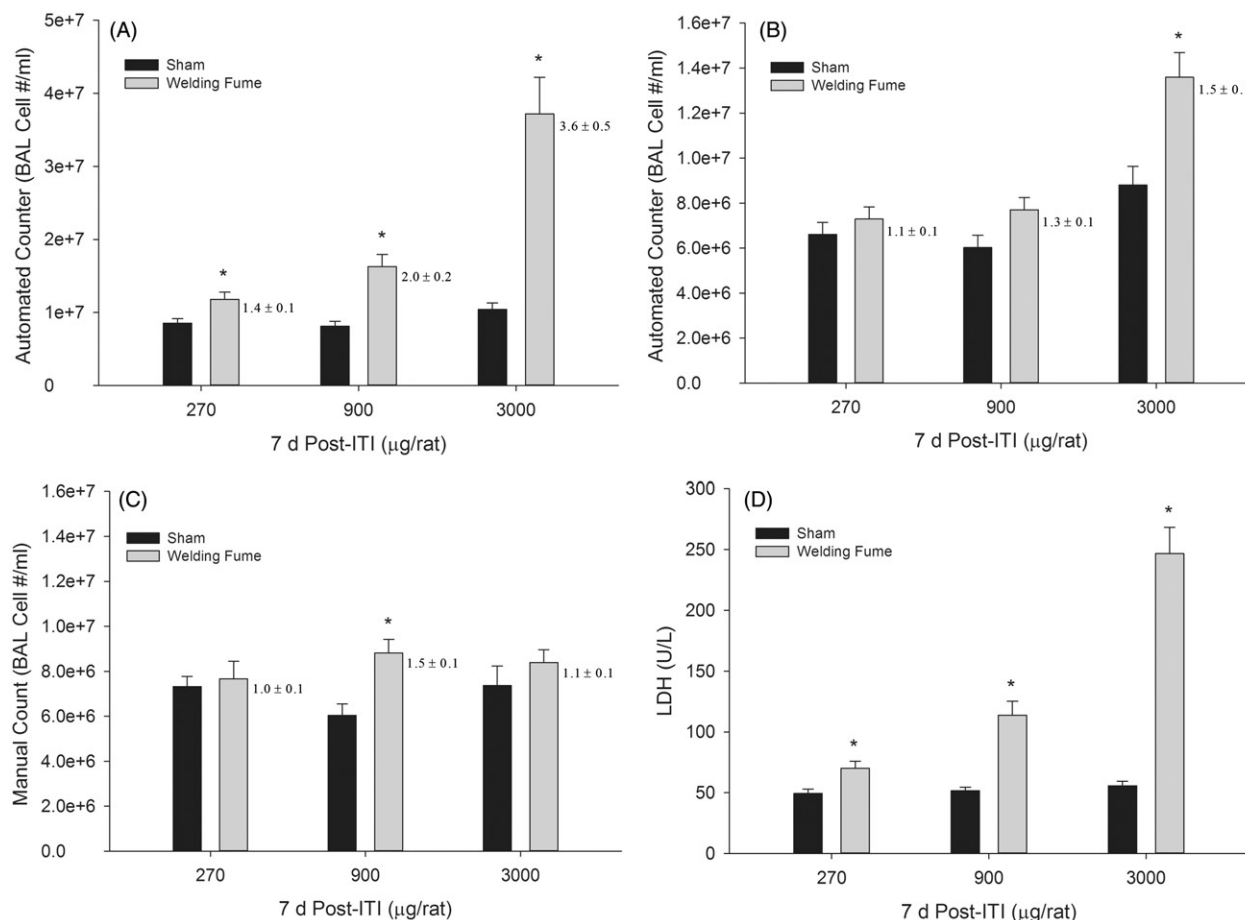 (A)
Sham
Welding Fume
Automated Counter (BAL Cell #/ml)
5e+7
4e+7
3e+7
2e+7
1e+7
0
*
1.4 ± 0.1
*
2.0 ± 0.2
*
3.6 ± 0.5
270 900 3000
7 d Post-ITI (μg/rat)
(B)
Sham
Welding Fume
Automated Counter (BAL Cell #/ml)
1.6e+7
1.4e+7
1.2e+7
1.0e+7
8.0e+6
6.0e+6
4.0e+6
2.0e+6
0.0
1.1 ± 0.1
1.3 ± 0.1
*
270 900 3000
7 d Post-ITI (μg/rat)
(C)
Sham
Welding Fume
Manual Count (BAL Cell #/ml)
1.6e+7
1.4e+7
1.2e+7
1.0e+7
8.0e+6
6.0e+6
4.0e+6
2.0e+6
0.0
1.0 ± 0.1
*
1.5 ± 0.1
1.1 ± 0.1
270 900 3000
7 d Post-ITI (μg/rat)
(D)
Sham
Welding Fume
LDH (U/L)
300
250
200
150
100
50
0
*
*
*
270 900 3000
7 d Post-ITI (μg/rat)